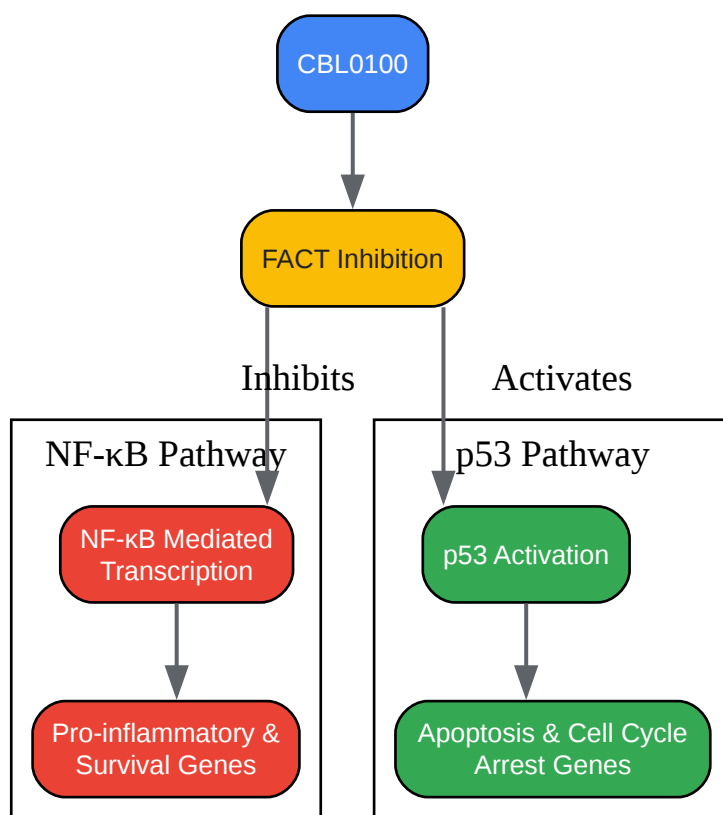 CBL0100
FACT Inhibition
Inhibits
Activates
NF-κB Pathway
p53 Pathway
NF-κB Mediated
Transcription
p53 Activation
Pro-inflammatory &
Survival Genes
Apoptosis & Cell Cycle
Arrest Genes